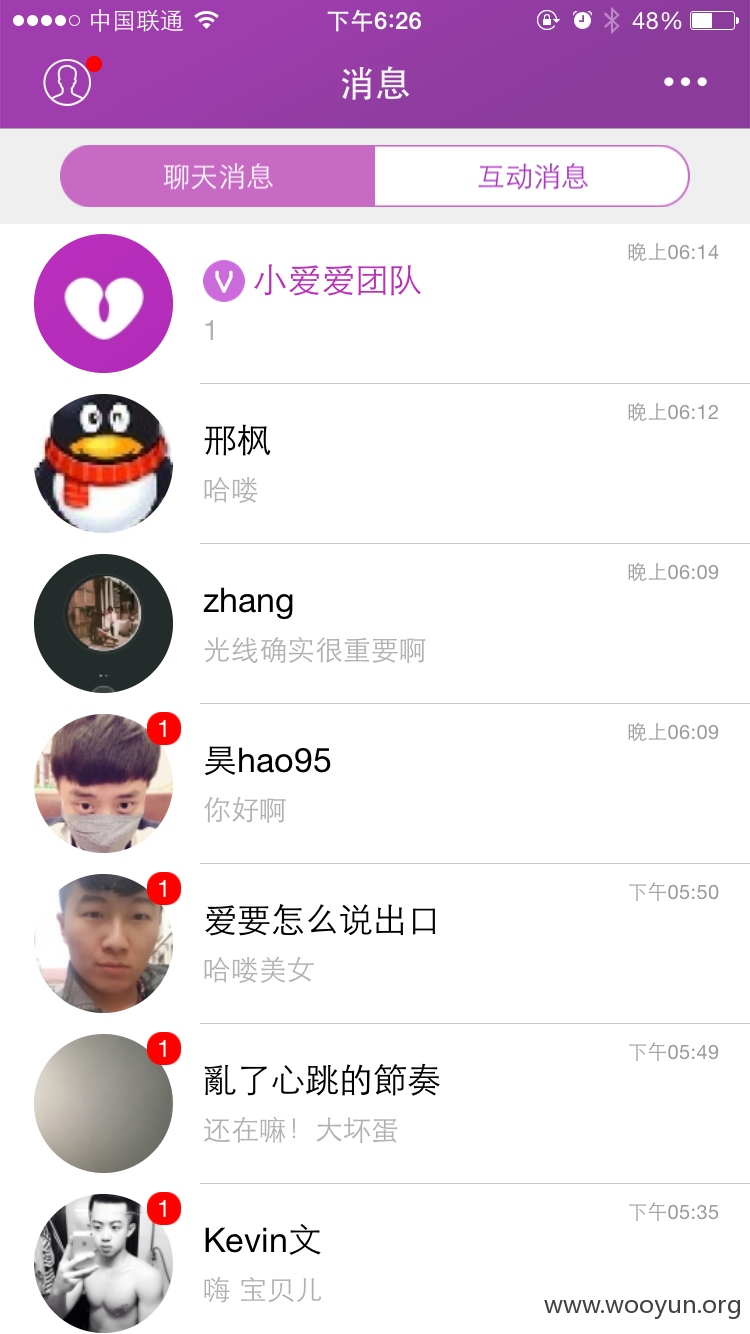 中国联通 下午6:26 48%
消息
聊天消息 互动消息
小爱爱团队 晚上06:14
1
邢枫 晚上06:12
哈喽
zhang 晚上06:09
光线确实很重要啊
1
昊hao95 晚上06:09
你好啊
1
爱要怎么说出口 下午05:50
哈喽美女
1
亂了心跳的節奏 下午05:49
还在嘛！大坏蛋
1
Kevin文 下午05:35
嗨 宝贝儿
www.wooyun.org